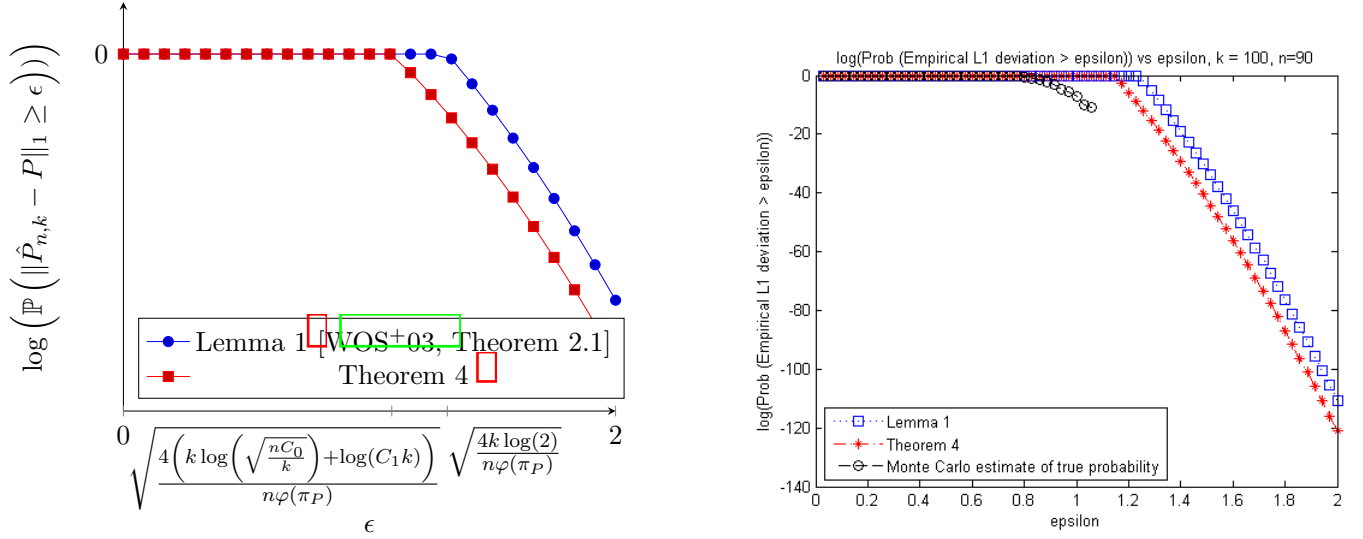 log ( ℙ ( ‖P̂_{n,k} − P‖₁ ≥ ϵ ) ) )
0
Lemma 1 [WOS⁺03, Theorem 2.1]
Theorem 4
0
√(4(k log(√(nC₀/k))+log(C₁k))/(nφ(π_P)))
√(4k log(2)/(nφ(π_P)))
2
ϵ
log(Prob (Empirical L1 deviation > epsilon)) vs epsilon, k = 100, n=90
log(Prob (Empirical L1 deviation > epsilon))
0
-20
-40
-60
-80
-100
-120
-140
Lemma 1
Theorem 4
Monte Carlo estimate of true probability
0 0.2 0.4 0.6 0.8 1 1.2 1.4 1.6 1.8 2
epsilon